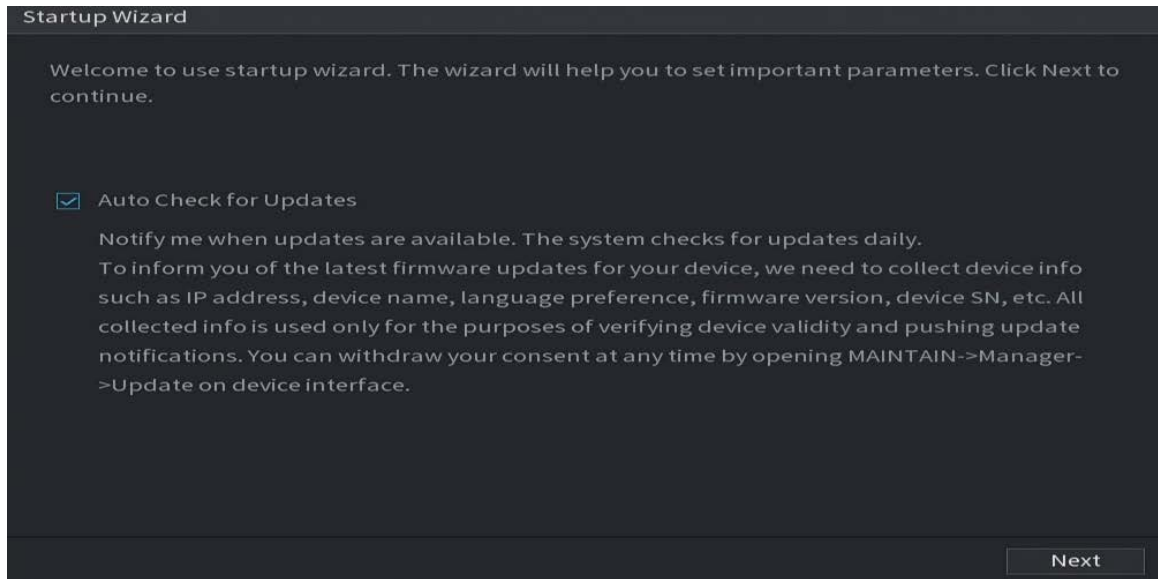 Startup Wizard
Welcome to use startup wizard. The wizard will help you to set important parameters. Click Next to
continue.
Auto Check for Updates
Notify me when updates are available. The system checks for updates daily.
To inform you of the latest firmware updates for your device, we need to collect device info
such as IP address, device name, language preference, firmware version, device SN, etc. All
collected info is used only for the purposes of verifying device validity and pushing update
notifications. You can withdraw your consent at any time by opening MAINTAIN->Manager-
>Update on device interface.
Next